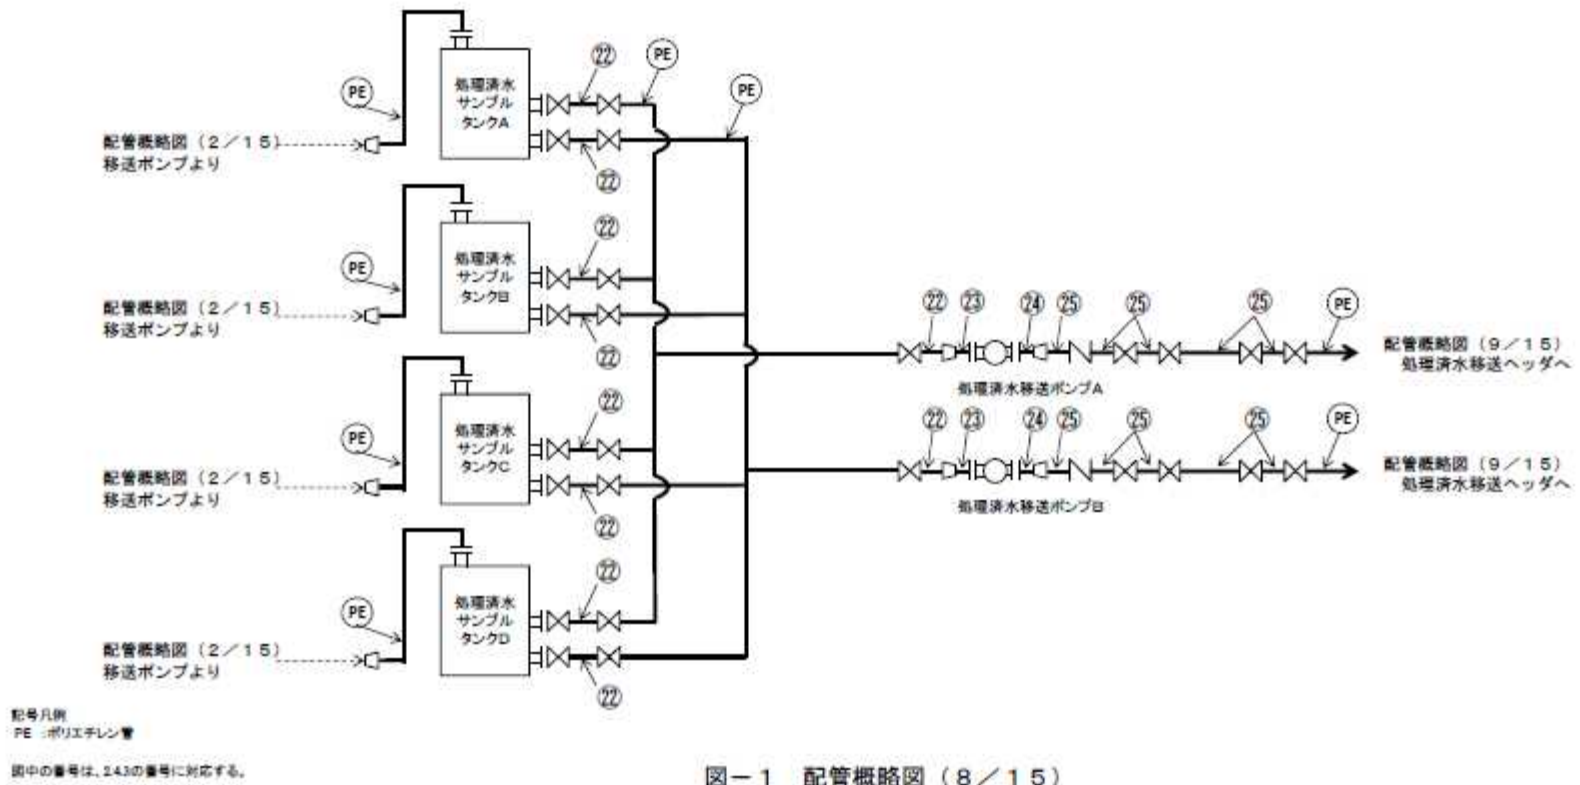 ㉒
PE
PE
PE
処理済水
サンプル
タンクA
配管概略図（2／15）
移送ポンプより
㉒
㉒
PE
処理済水
サンプル
タンクB
配管概略図（2／15）
移送ポンプより
㉒
㉒
PE
処理済水
サンプル
タンクC
配管概略図（2／15）
移送ポンプより
㉒
㉒
PE
処理済水
サンプル
タンクD
配管概略図（2／15）
移送ポンプより
㉒
㉒ ㉓ ㉔ ㉕ ㉕ ㉕ PE
配管概略図（9／15）
処理済水移送ヘッダへ
処理済水移送ポンプA
㉒ ㉓ ㉔ ㉕ ㉕ ㉕ PE
配管概略図（9／15）
処理済水移送ヘッダへ
処理済水移送ポンプB
記号凡例
PE ：ポリエチレン管
図中の番号は、2.4.3の番号に対応する。
図－1 配管概略図（8／15）